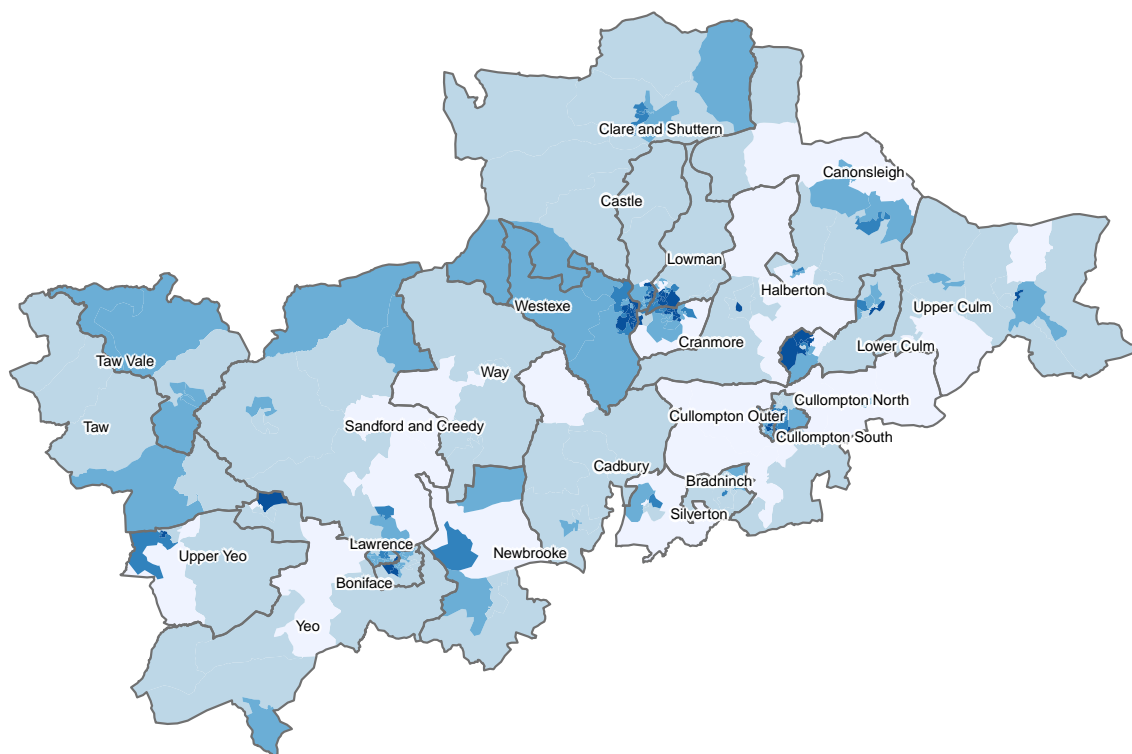 Clare and Shuttern
Canonsleigh
Castle
Lowman
Halberton
Westexe
Upper Culm
Cranmore
Lower Culm
Taw Vale
Way
Cullompton North
Cullompton Outer
Taw
Sandford and Creedy
Cullompton South
Cadbury
Bradninch
Silverton
Lawrence
Newbrooke
Upper Yeo
Boniface
Yeo